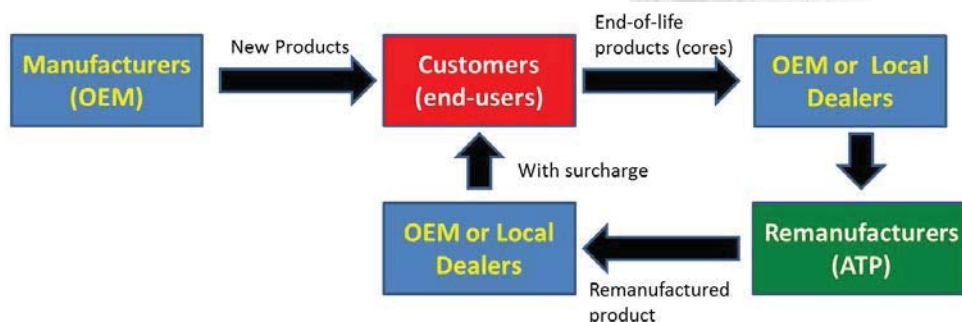 Manufacturers
(OEM)
New Products
Customers
(end-users)
End-of-life
products (cores)
OEM or Local
Dealers
With surcharge
OEM or Local
Dealers
Remanufactured
product
Remanufacturers
(ATP)